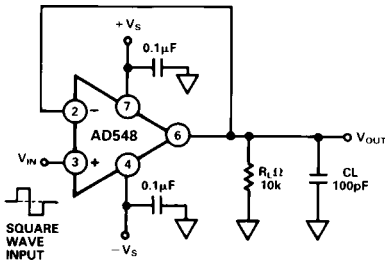 +VS
0.1µF
2
−
7
AD548
6
VIN
3
+
4
VOUT
RLΩ
10k
CL
100pF
0.1µF
SQUARE
WAVE
INPUT
−VS